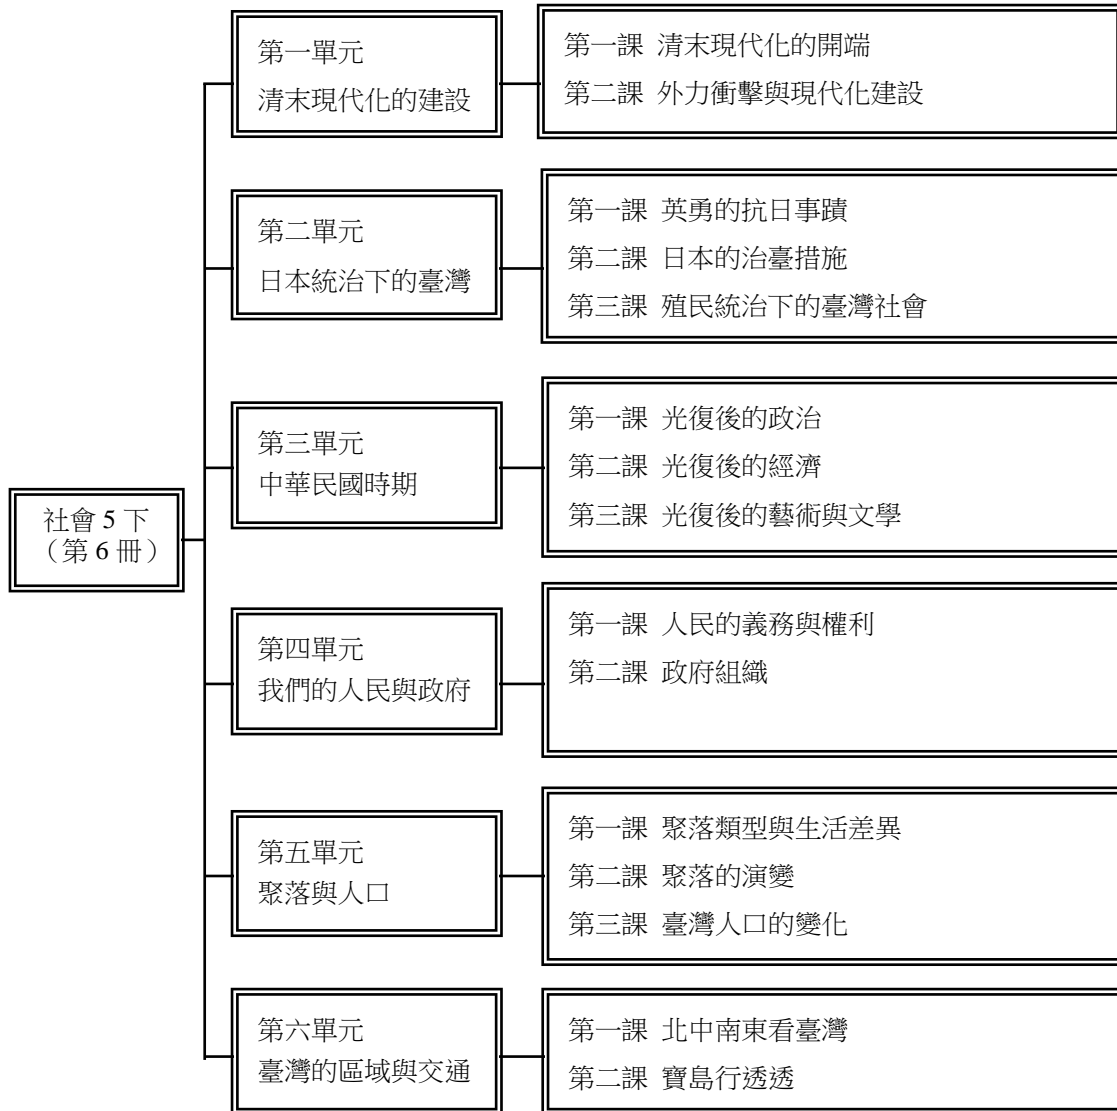 社會 5 下
（第 6 冊）
第一單元
清末現代化的建設
第一課 清末現代化的開端
第二課 外力衝擊與現代化建設
第二單元
日本統治下的臺灣
第一課 英勇的抗日事蹟
第二課 日本的治臺措施
第三課 殖民統治下的臺灣社會
第三單元
中華民國時期
第一課 光復後的政治
第二課 光復後的經濟
第三課 光復後的藝術與文學
第四單元
我們的人民與政府
第一課 人民的義務與權利
第二課 政府組織
第五單元
聚落與人口
第一課 聚落類型與生活差異
第二課 聚落的演變
第三課 臺灣人口的變化
第六單元
臺灣的區域與交通
第一課 北中南東看臺灣
第二課 寶島行透透